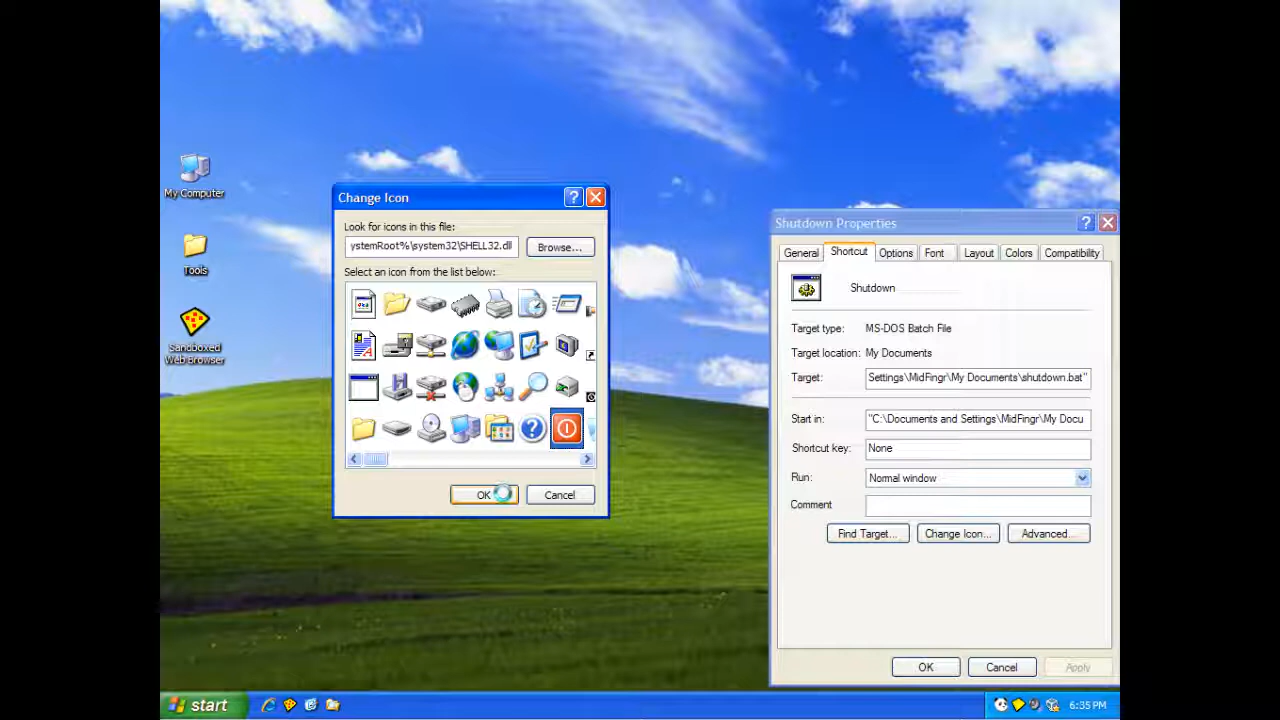 My Computer
Tools
Sandboxed
Web Browser
Change Icon
Look for icons in this file:
ystemRoot%\system32\SHELL32.dll
Browse...
Select an icon from the list below:
OK
Cancel
Shutdown Properties
General
Shortcut
Options
Font
Layout
Colors
Compatibility
Shutdown
Target type:
MS-DOS Batch File
Target location:
My Documents
Target:
Settings\MidFingr\My Documents\shutdown.bat"
Start in:
"C:\Documents and Settings\MidFingr\My Docu
Shortcut key:
None
Run:
Normal window
Comment
Find Target...
Change Icon...
Advanced...
OK
Cancel
Apply
start
6:35 PM